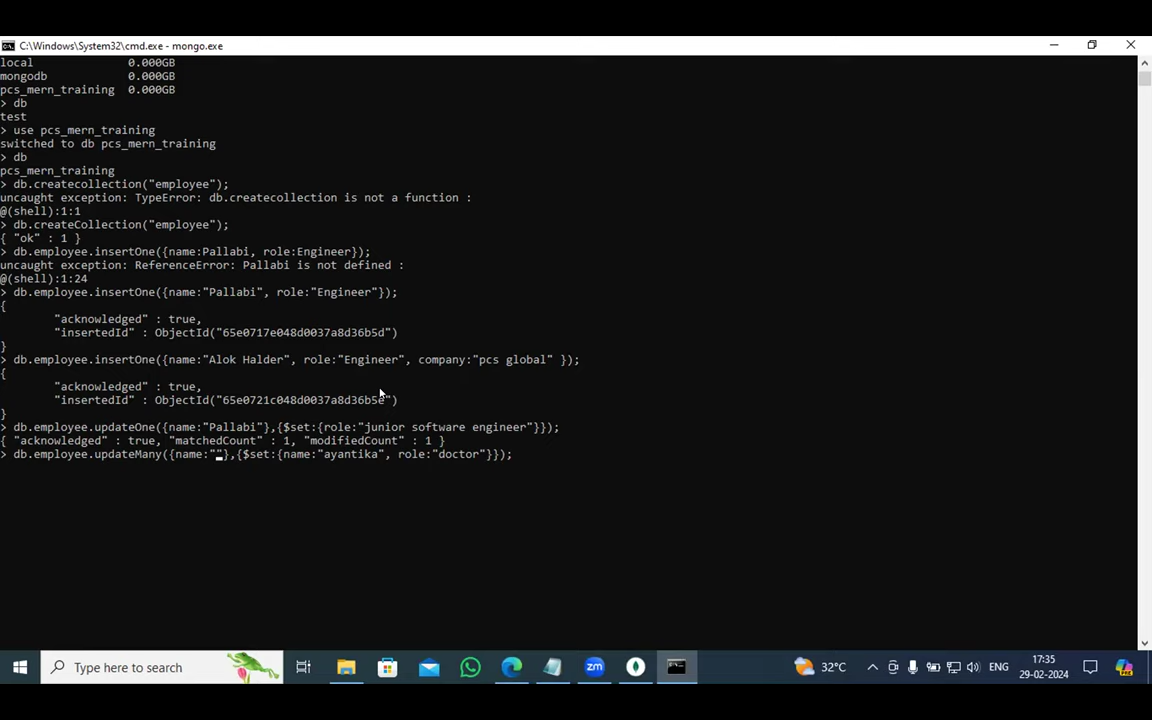 C:\Windows\System32\cmd.exe - mongo.exe
local           0.000GB
mongodb         0.000GB
pcs_mern_training  0.000GB
> db
test
> use pcs_mern_training
switched to db pcs_mern_training
> db
pcs_mern_training
> db.createcollection("employee");
uncaught exception: TypeError: db.createcollection is not a function :
@(shell):1:1
> db.createCollection("employee");
{ "ok" : 1 }
> db.employee.insertOne({name:Pallabi, role:Engineer});
uncaught exception: ReferenceError: Pallabi is not defined :
@(shell):1:24
> db.employee.insertOne({name:"Pallabi", role:"Engineer"});
{
        "acknowledged" : true,
        "insertedId" : ObjectId("65e0717e048d0037a8d36b5d")
}
> db.employee.insertOne({name:"Alok Halder", role:"Engineer", company:"pcs global" });
{
        "acknowledged" : true,
        "insertedId" : ObjectId("65e0721c048d0037a8d36b5e")
}
> db.employee.updateOne({name:"Pallabi"},{$set:{role:"junior software engineer"}});
{ "acknowledged" : true, "matchedCount" : 1, "modifiedCount" : 1 }
> db.employee.updateMany({name:""},{$set:{name:"ayantika", role:"doctor"}});
Type here to search
32°C
ENG
17:35
29-02-2024